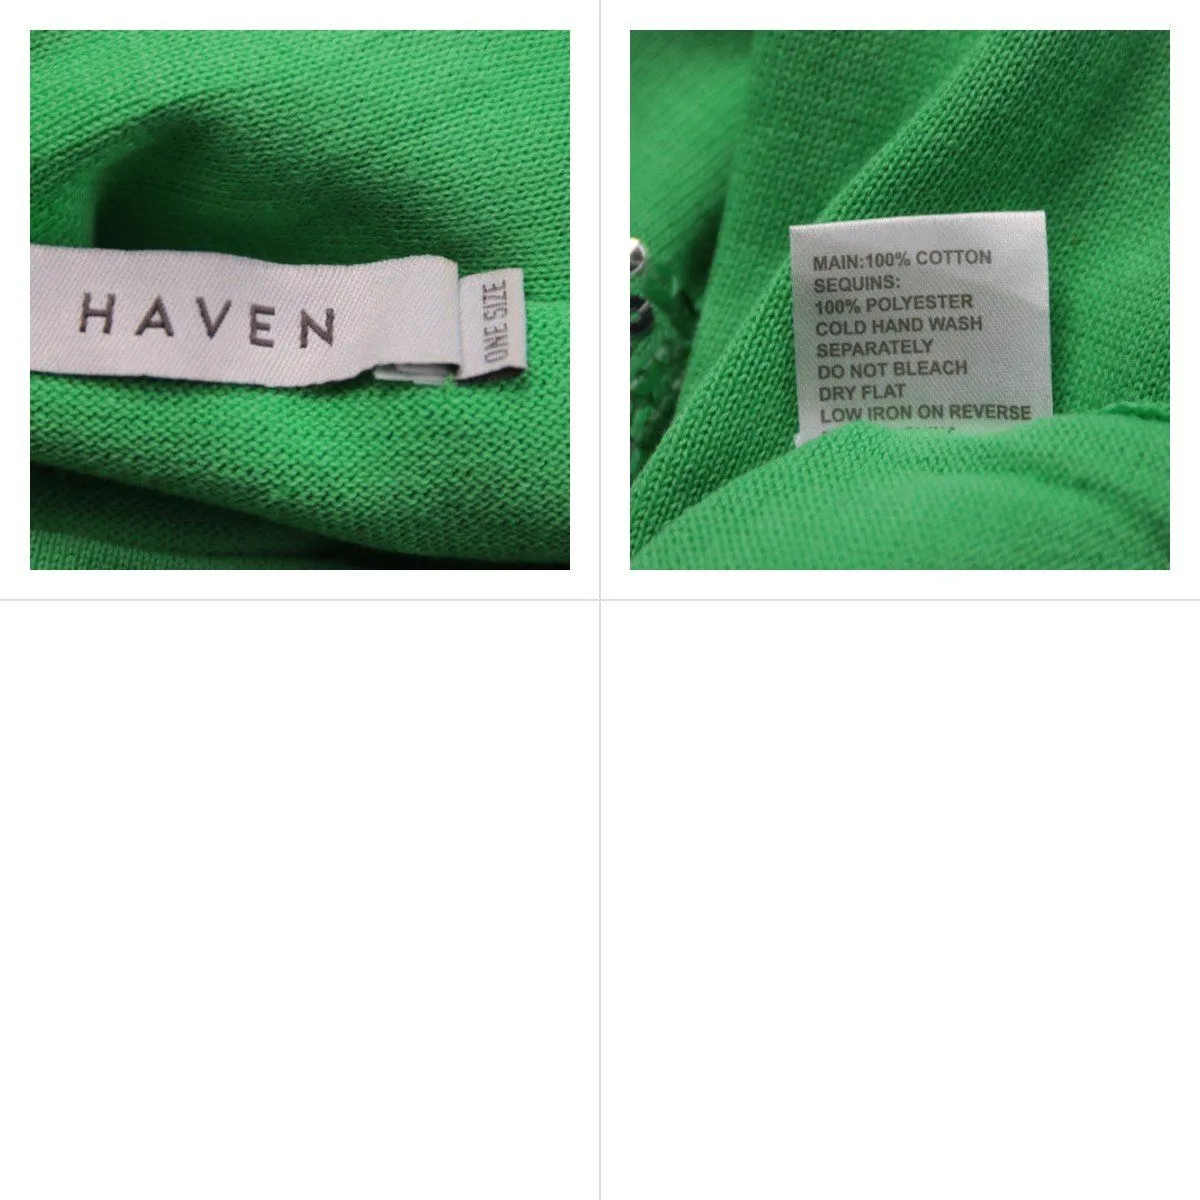 HAVEN
ONE SIZE
MAIN:100% COTTON
SEQUINS:
100% POLYESTER
COLD HAND WASH
SEPARATELY
DO NOT BLEACH
DRY FLAT
LOW IRON ON REVERSE